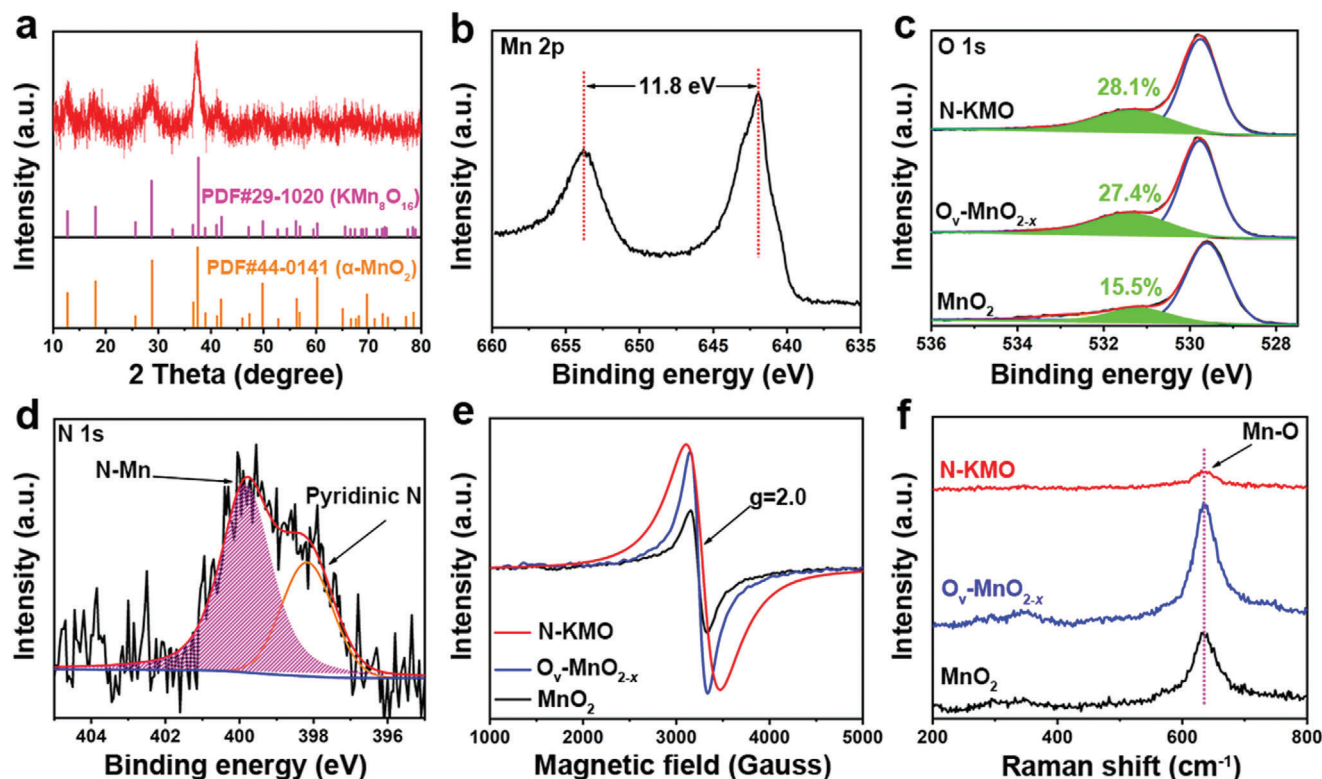 a
Intensity (a.u.)
PDF#29-1020 (KMn₈O₁₆)
PDF#44-0141 (α-MnO₂)
10 20 30 40 50 60 70 80
2 Theta (degree)
b
Mn 2p
11.8 eV
Intensity (a.u.)
660 655 650 645 640 635
Binding energy (eV)
c
O 1s
Intensity (a.u.)
28.1%
N-KMO
27.4%
Oᵥ-MnO₂₋ₓ
15.5%
MnO₂
536 534 532 530 528
Binding energy (eV)
d
N 1s
N-Mn
Pyridinic N
Intensity (a.u.)
404 402 400 398 396
Binding energy (eV)
e
Intensity (a.u.)
g=2.0
N-KMO
Oᵥ-MnO₂₋ₓ
MnO₂
1000 2000 3000 4000 5000
Magnetic field (Gauss)
f
Mn-O
Intensity (a.u.)
N-KMO
Oᵥ-MnO₂₋ₓ
MnO₂
200 400 600 800
Raman shift (cm⁻¹)